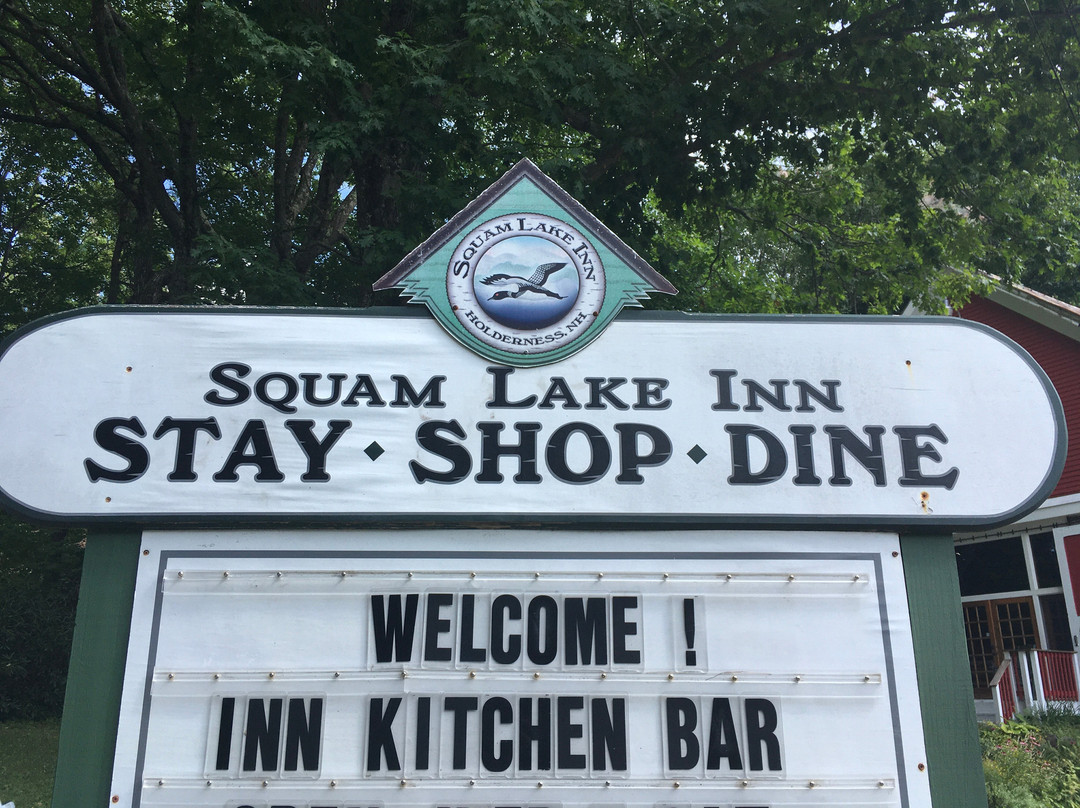 SQUAM LAKE INN
HOLDERNESS, NH
SQUAM LAKE INN
STAY · SHOP · DINE
WELCOME !
INN KITCHEN BAR